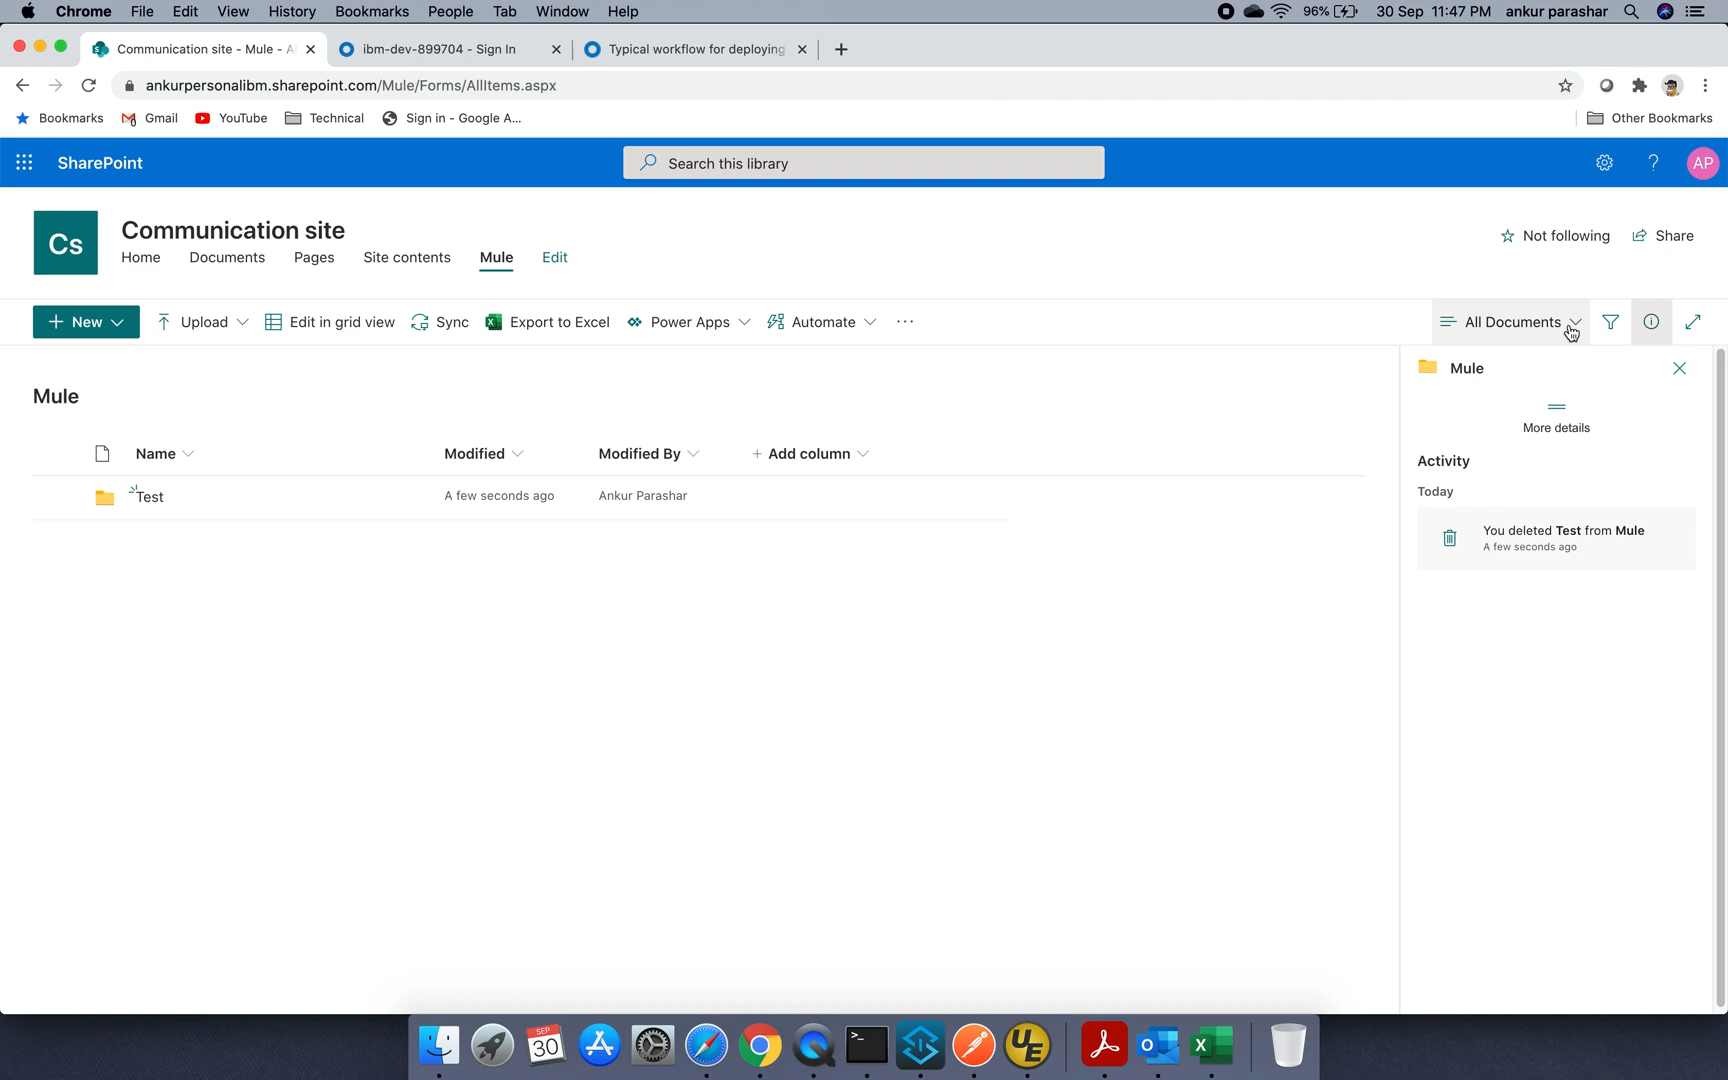 Chrome File Edit View History Bookmarks People Tab Window Help 96% 30 Sep 11:47 PM ankur parashar
Communication site - Mule - A ibm-dev-899704 - Sign In Typical workflow for deploying
ankurpersonalibm.sharepoint.com/Mule/Forms/AllItems.aspx
Bookmarks Gmail YouTube Technical Sign in - Google A... Other Bookmarks
SharePoint Search this library ? AP
Cs Communication site
Home Documents Pages Site contents Mule Edit Not following Share
+ New Upload Edit in grid view Sync Export to Excel Power Apps Automate ··· All Documents
Mule
More details
Mule
Name Modified Modified By + Add column
Activity
Today
Test A few seconds ago Ankur Parashar
You deleted Test from Mule
A few seconds ago
SEP
30
>_
UE
O
X